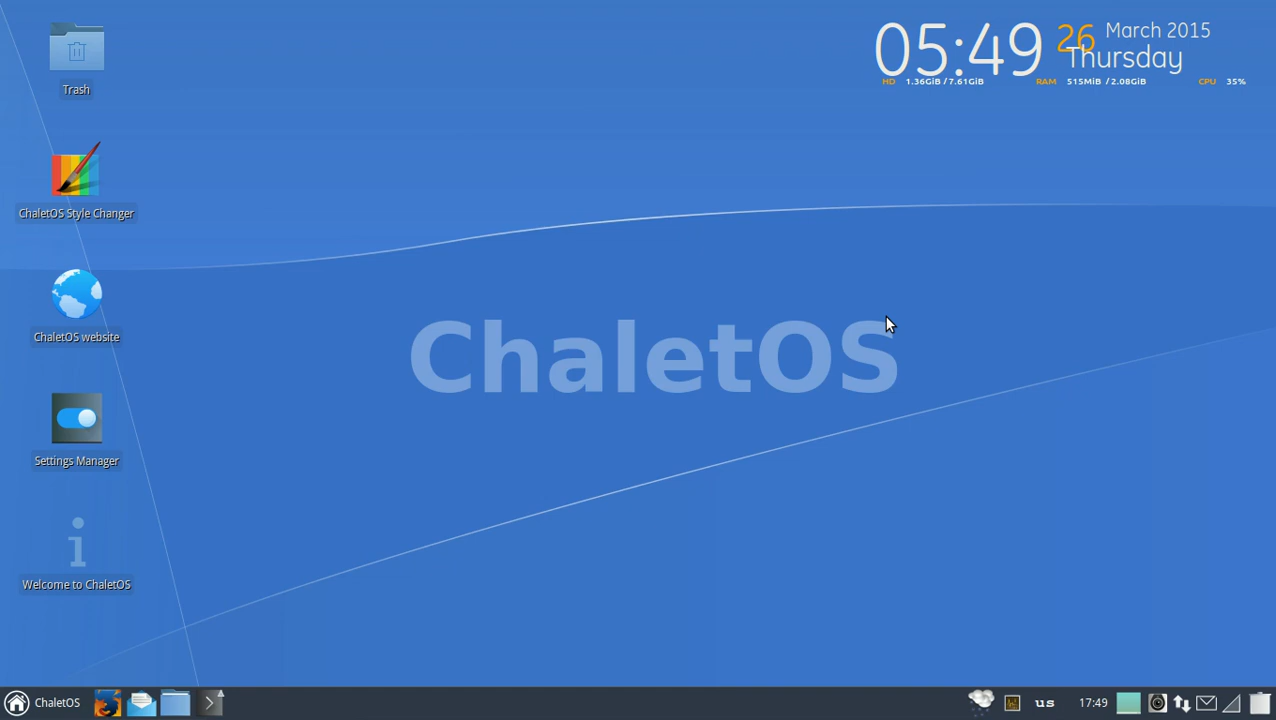 Trash
ChaletOS Style Changer
ChaletOS website
Settings Manager
Welcome to ChaletOS
05:49 26 March 2015
Thursday
HD 1.36GiB / 7.61GiB RAM 515MiB / 2.08GiB CPU 35%
ChaletOS
ChaletOS us 17:49